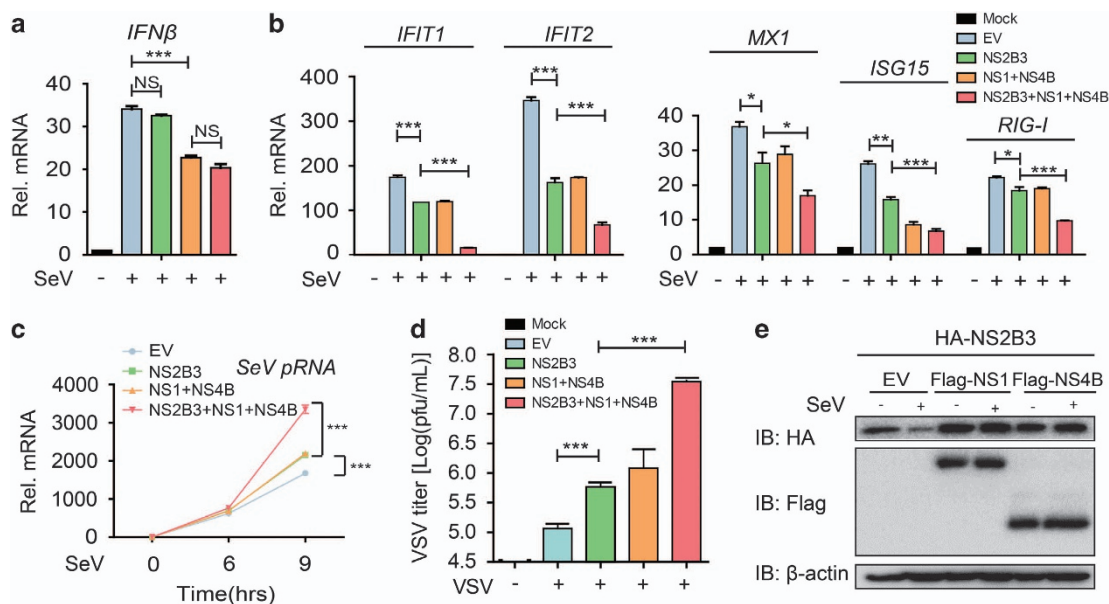 a
IFNβ
***
NS
NS
Rel. mRNA
40
30
20
10
0
SeV - + + + +
b
IFIT1
IFIT2
***
***
***
***
Rel. mRNA
400
300
200
100
0
SeV - + + + + - + + + +
MX1
ISG15
RIG-I
Mock
EV
NS2B3
NS1+NS4B
NS2B3+NS1+NS4B
*
*
**
***
*
***
50
40
30
20
10
0
- + + + + - + + + + - + + + +
c
EV
NS2B3
NS1+NS4B
NS2B3+NS1+NS4B
SeV pRNA
***
***
Rel. mRNA
4000
3000
2000
1000
0
SeV 0 6 9
Time(hrs)
d
Mock
EV
NS2B3
NS1+NS4B
NS2B3+NS1+NS4B
***
***
VSV titer [Log(pfu/mL)]
8.0
7.5
7.0
6.5
6.0
5.5
5.0
4.5
VSV - + + + +
e
HA-NS2B3
EV Flag-NS1 Flag-NS4B
SeV - + - + - +
IB: HA
IB: Flag
IB: β-actin